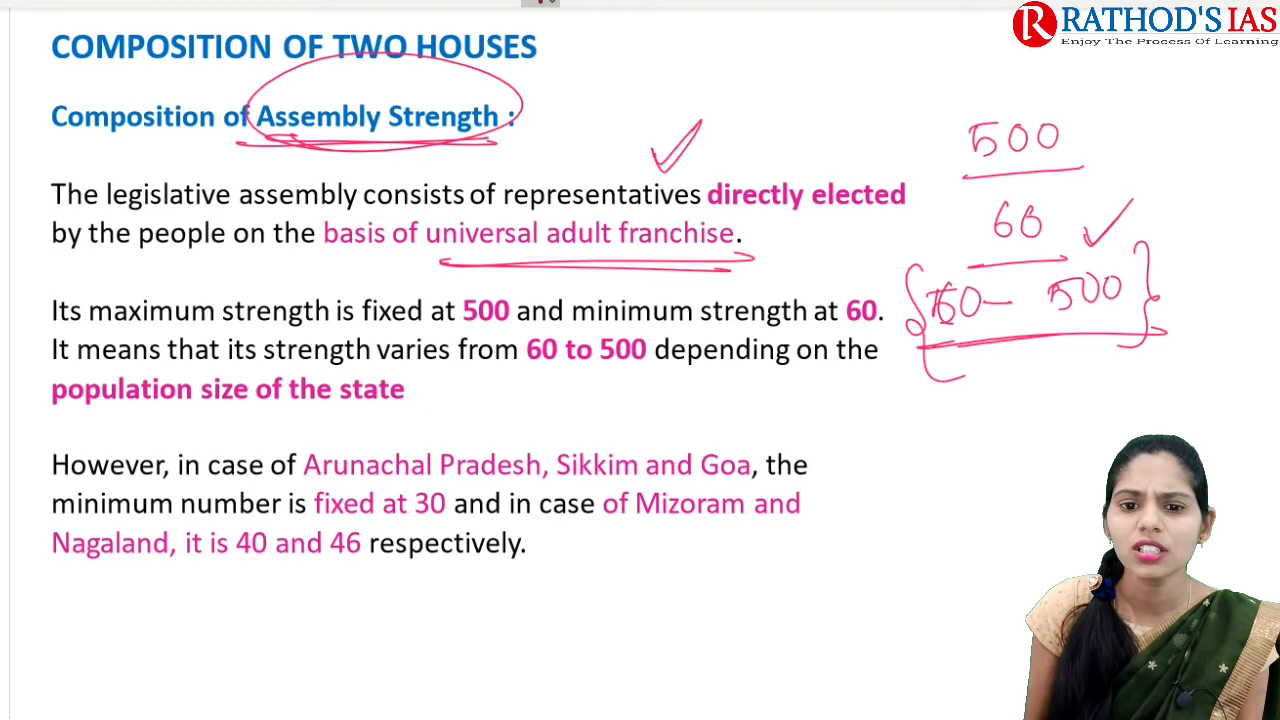 RATHOD'S IAS
Enjoy The Process Of Learning
COMPOSITION OF TWO HOUSES
Composition of Assembly Strength :
The legislative assembly consists of representatives directly elected
by the people on the basis of universal adult franchise.
Its maximum strength is fixed at 500 and minimum strength at 60.
It means that its strength varies from 60 to 500 depending on the
population size of the state
However, in case of Arunachal Pradesh, Sikkim and Goa, the
minimum number is fixed at 30 and in case of Mizoram and
Nagaland, it is 40 and 46 respectively.
500
60
60 - 500